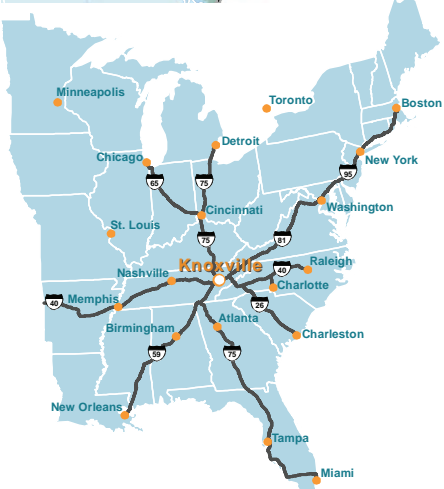 Minneapolis
Toronto
Boston
Detroit
Chicago
New York
95
65
75
Cincinnati
Washington
St. Louis
75
81
Knoxville
Raleigh
Nashville
40
Charlotte
40
Memphis
26
Birmingham
Atlanta
Charleston
59
75
New Orleans
Tampa
Miami